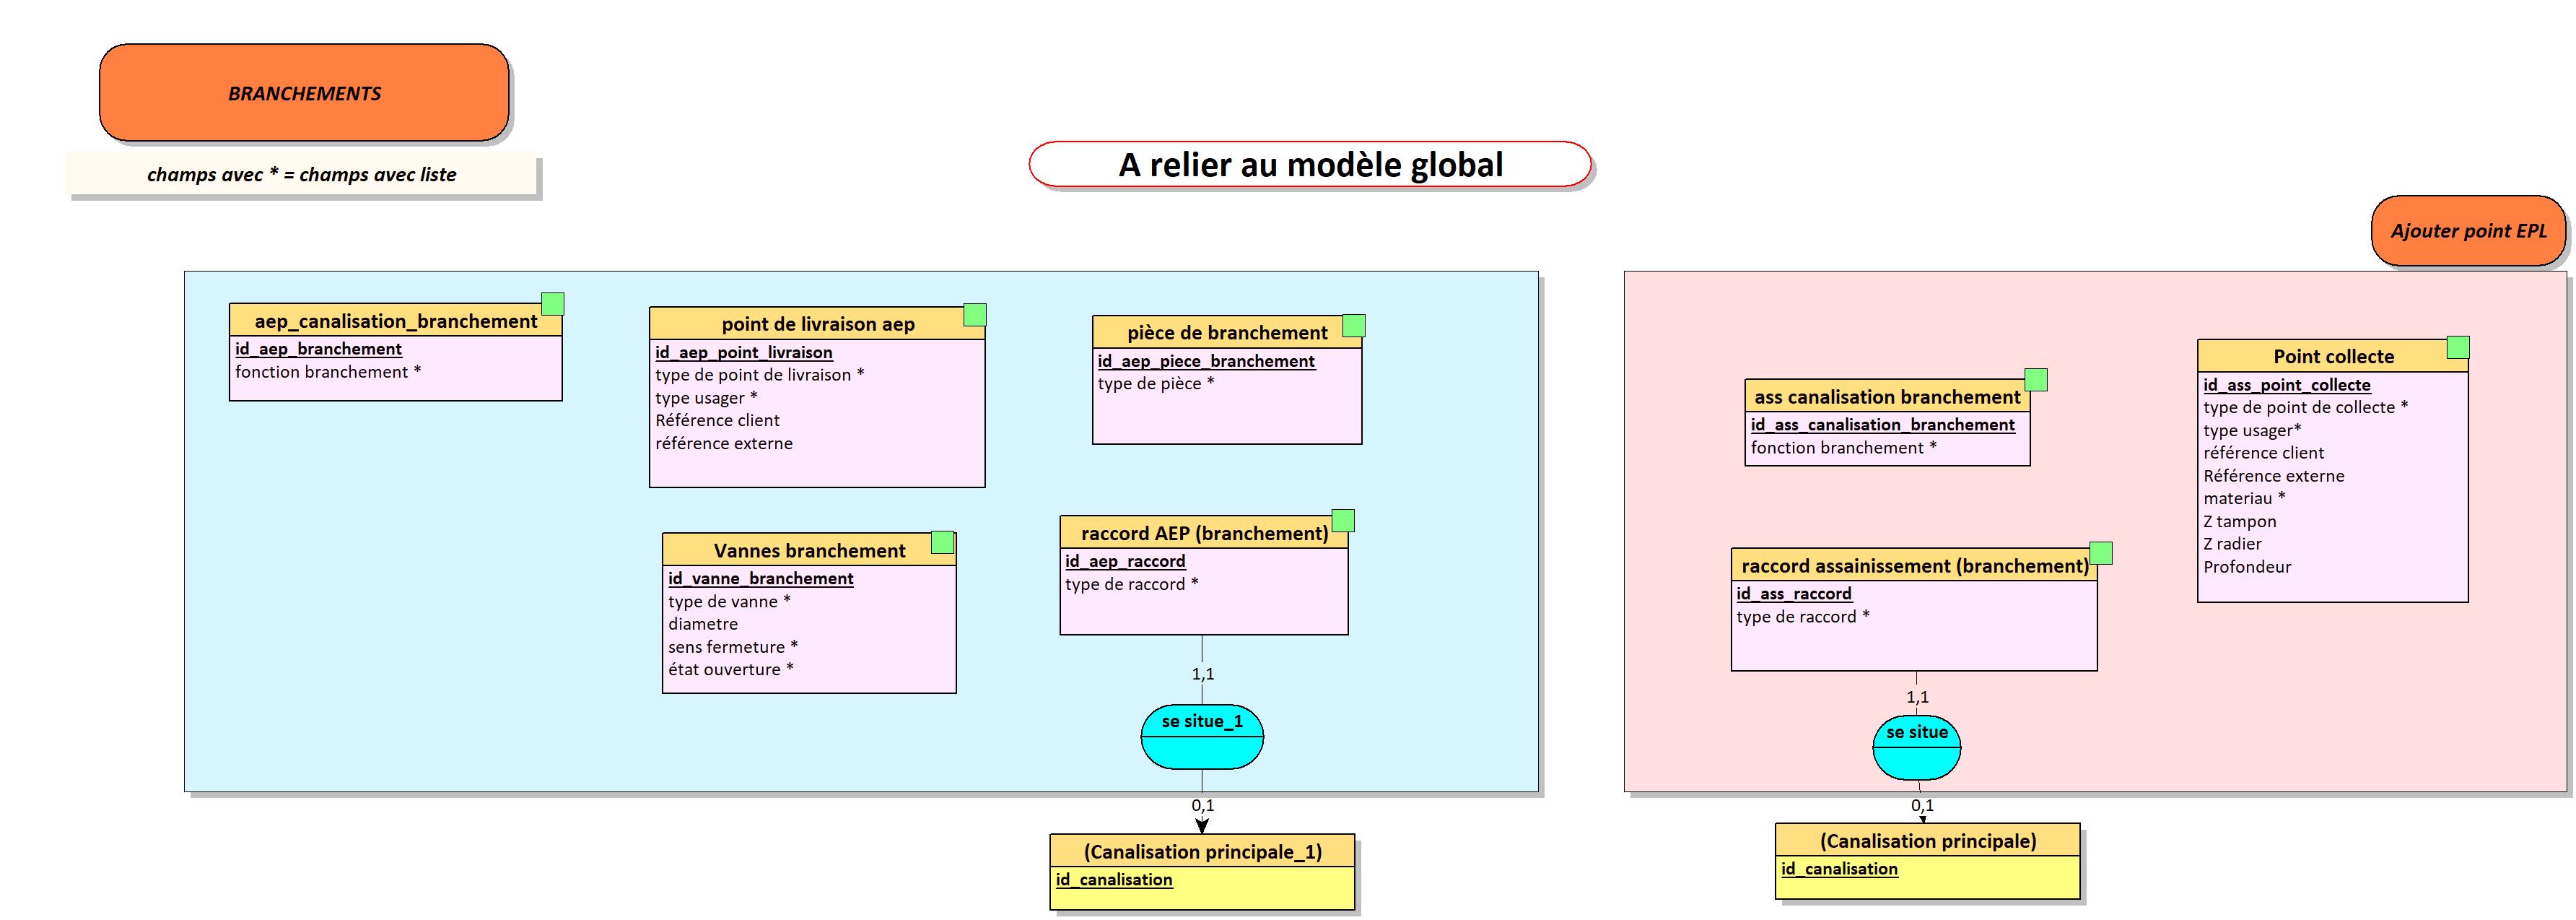 BRANCHEMENTS
champs avec * = champs avec liste
A relier au modèle global
Ajouter point EPL
aep_canalisation_branchement
id_aep_branchement
fonction branchement *
point de livraison aep
id_aep_point_livraison
type de point de livraison *
type usager *
Référence client
référence externe
pièce de branchement
id_aep_piece_branchement
type de pièce *
Vannes branchement
id_vanne_branchement
type de vanne *
diametre
sens fermeture *
état ouverture *
raccord AEP (branchement)
id_aep_raccord
type de raccord *
1,1
se situe_1
0,1
(Canalisation principale_1)
id_canalisation
ass canalisation branchement
id_ass_canalisation_branchement
fonction branchement *
Point collecte
id_ass_point_collecte
type de point de collecte *
type usager*
référence client
Référence externe
materiau *
Z tampon
Z radier
Profondeur
raccord assainissement (branchement)
id_ass_raccord
type de raccord *
1,1
se situe
0,1
(Canalisation principale)
id_canalisation